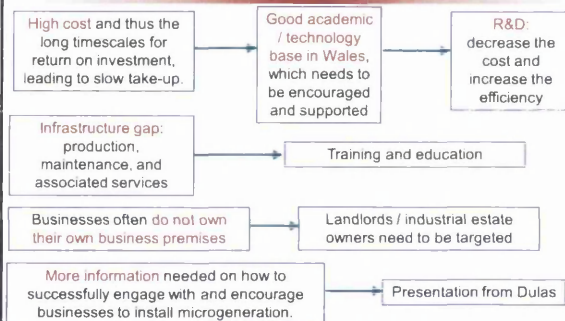 High cost and thus the
long timescales for
return on investment,
leading to slow take-up.
Good academic
/ technology
base in Wales,
which needs to
be encouraged
and supported
R&D:
decrease the
cost and
increase the
efficiency
Infrastructure gap:
production,
maintenance, and
associated services
Training and education
Businesses often do not own
their own business premises
Landlords / industrial estate
owners need to be targeted
More information needed on how to
successfully engage with and encourage
businesses to install microgeneration.
Presentation from Dulas